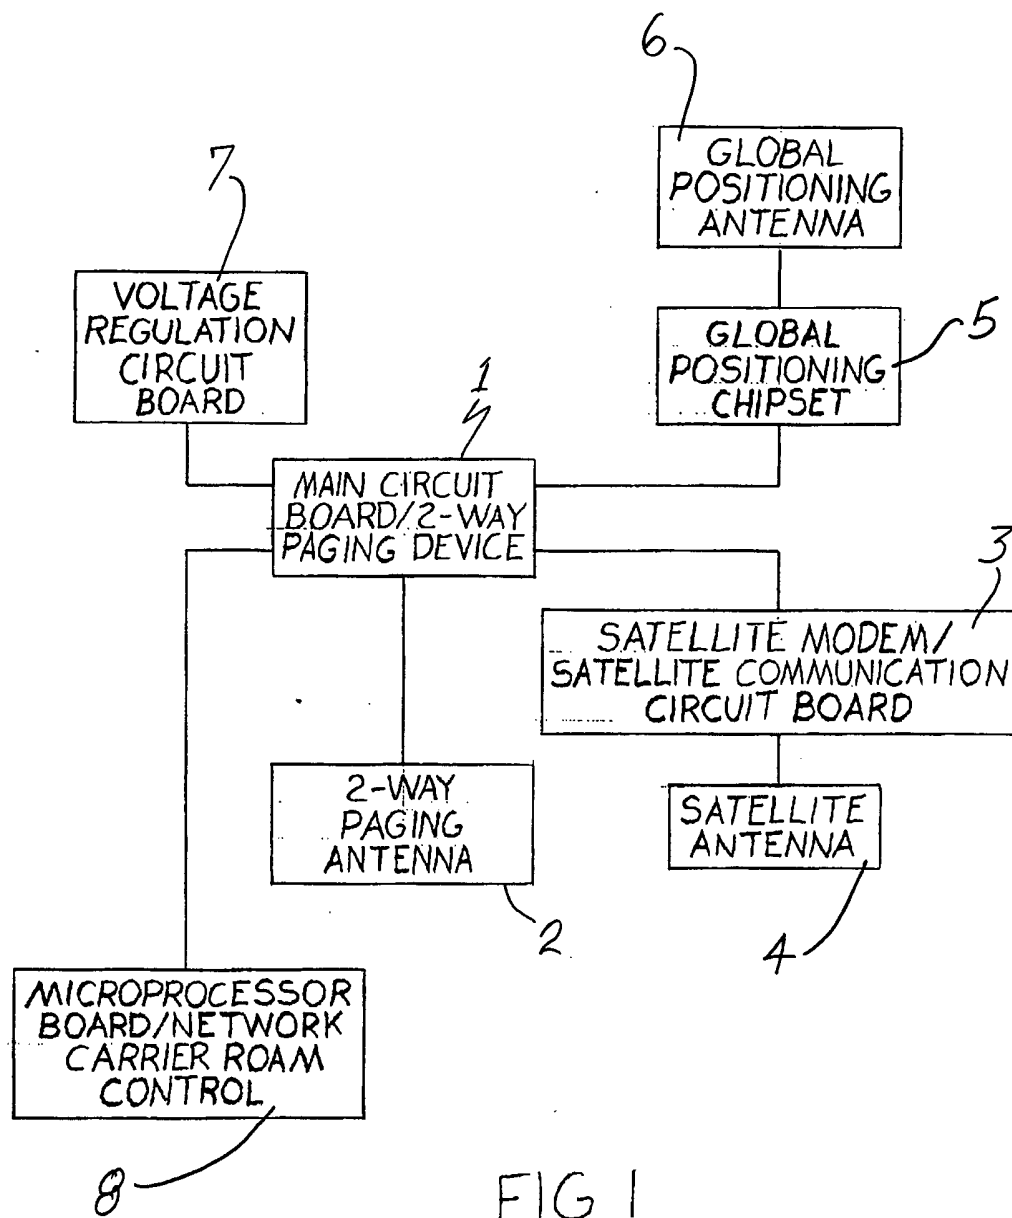 6
GLOBAL
POSITIONING
ANTENNA
7
VOLTAGE
REGULATION
CIRCUIT
BOARD
GLOBAL
POSITIONING
CHIPSET
5
1
MAIN CIRCUIT
BOARD/2-WAY
PAGING DEVICE
3
SATELLITE MODEM/
SATELLITE COMMUNICATION
CIRCUIT BOARD
2-WAY
PAGING
ANTENNA
2
SATELLITE
ANTENNA
4
MICROPROCESSOR
BOARD/NETWORK
CARRIER ROAM
CONTROL
8
FIG 1